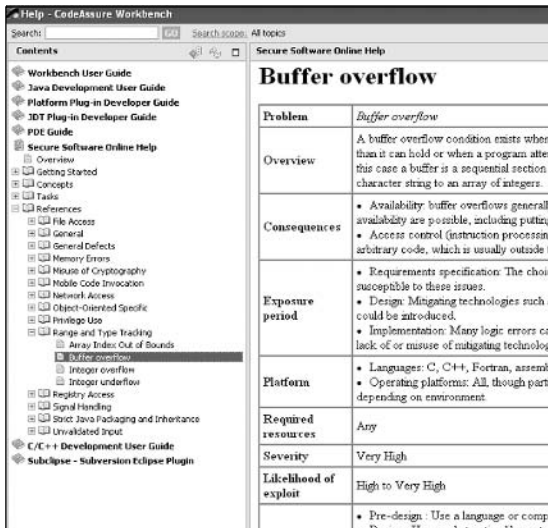 Help - CodeAssure Workbench
Search: GO Search scope: All topics
Contents
Workbench User Guide
Java Development User Guide
Platform Plug-in Developer Guide
JDT Plug-in Developer Guide
PDE Guide
Secure Software Online Help
Overview
Getting Started
Concepts
Tasks
References
File Access
General
General Defects
Memory Errors
Misuse of Cryptography
Mobile Code Invocation
Network Access
Object-Oriented Specific
Privilege Use
Range and Type Tracking
Array Index Out of Bounds
Buffer overflow
Integer overflow
Integer underflow
Registry Access
Signal Handling
Strict Java Packaging and Inheritance
Unvalidated Input
C/C++ Development User Guide
Subclipse - Subversion Eclipse Plugin
Secure Software Online Help
Buffer overflow
Problem Buffer overflow
Overview
A buffer overflow condition exists when
than it can hold or when a program atte
this case a buffer is a sequential section
character string to an array of integers.
Consequences
• Availability: buffer overflows generall
availability are possible, including putting
• Access control (instruction processin
arbitrary code, which is usually outside
Exposure period
• Requirements specification: The choi
susceptible to these issues.
• Design: Mitigating technologies such
could be introduced.
• Implementation: Many logic errors ca
lack of or misuse of mitigating technolog
Platform
• Languages: C, C++, Fortran, assemb
• Operating platforms: All, though part
depending on environment.
Required resources
Any
Severity Very High
Likelihood of exploit
High to Very High
• Pre-design : Use a language or comp